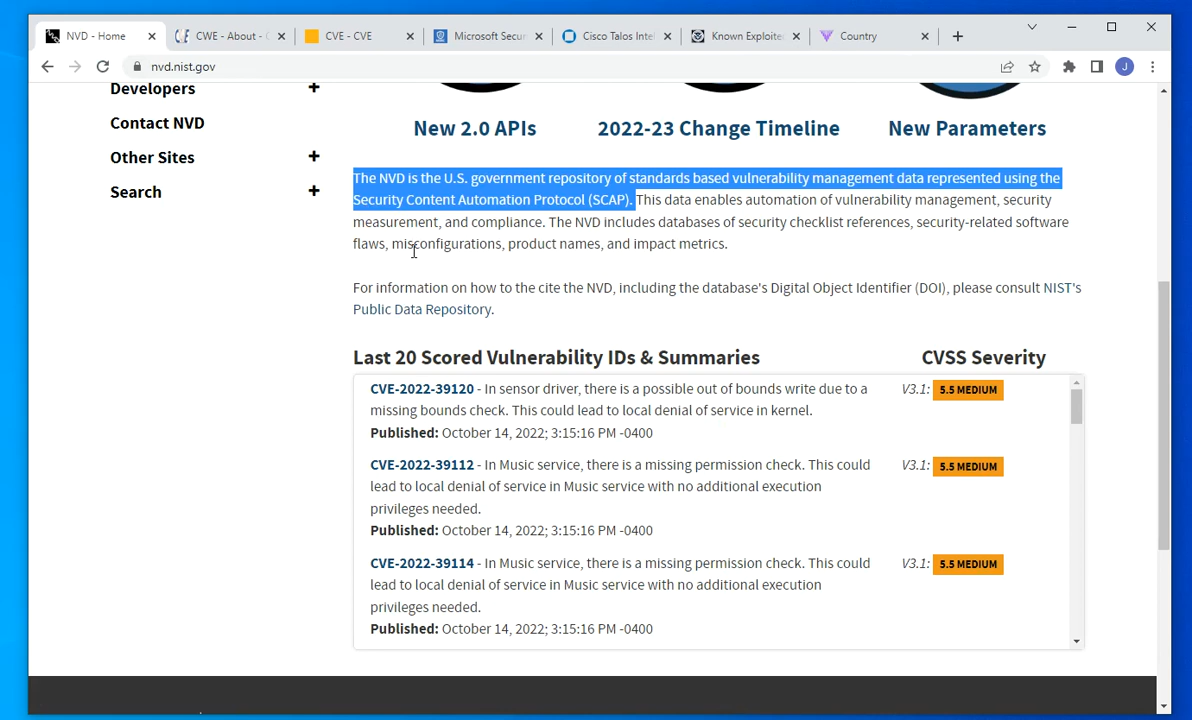 NVD - Home
CWE - About - C
CVE - CVE
Microsoft Secur
Cisco Talos Inte
Known Exploite
Country
nvd.nist.gov
J
Developers
Contact NVD
Other Sites
Search
New 2.0 APIs
2022-23 Change Timeline
New Parameters
The NVD is the U.S. government repository of standards based vulnerability management data represented using the
Security Content Automation Protocol (SCAP). This data enables automation of vulnerability management, security
measurement, and compliance. The NVD includes databases of security checklist references, security-related software
flaws, misconfigurations, product names, and impact metrics.
For information on how to the cite the NVD, including the database's Digital Object Identifier (DOI), please consult NIST's
Public Data Repository.
Last 20 Scored Vulnerability IDs & Summaries
CVSS Severity
CVE-2022-39120 - In sensor driver, there is a possible out of bounds write due to a
missing bounds check. This could lead to local denial of service in kernel.
Published: October 14, 2022; 3:15:16 PM -0400
V3.1: 5.5 MEDIUM
CVE-2022-39112 - In Music service, there is a missing permission check. This could
lead to local denial of service in Music service with no additional execution
privileges needed.
Published: October 14, 2022; 3:15:16 PM -0400
V3.1: 5.5 MEDIUM
CVE-2022-39114 - In Music service, there is a missing permission check. This could
lead to local denial of service in Music service with no additional execution
privileges needed.
Published: October 14, 2022; 3:15:16 PM -0400
V3.1: 5.5 MEDIUM